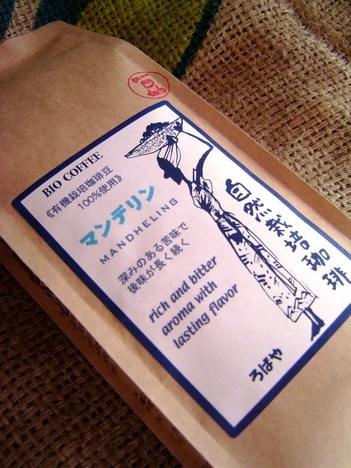 BIO COFFEE
《有機栽培珈琲豆
100%使用》
マンデリン
MANDHELING
深みのある苦味で
後味が長く続く
rich and bitter
aroma with
lasting flavor
自然栽培珈琲
ろばや